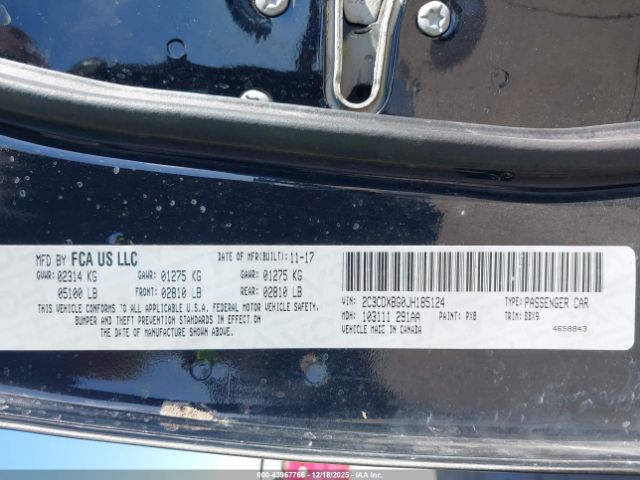 MFD BY FCA US LLC DATE OF MFR(BUILT): 11-17
GVWR: 02314 KG GAWR: 01275 KG GAWR: 01275 KG
05100 LB FRONT: 02810 LB REAR: 02810 LB
THIS VEHICLE CONFORMS TO ALL APPLICABLE U.S.A. FEDERAL MOTOR VEHICLE SAFETY,
BUMPER AND THEFT PREVENTION STANDARDS IN EFFECT ON
THE DATE OF MANUFACTURE SHOWN ABOVE.
VIN: 2C3CDXBG0JH185124 TYPE: PASSENGER CAR
MDH: 103111 291AA PAINT: PX8 TRIM: BBX9
VEHICLE MADE IN CANADA 4658843
000-43967766 - 12/18/2025 - IAAI.COM